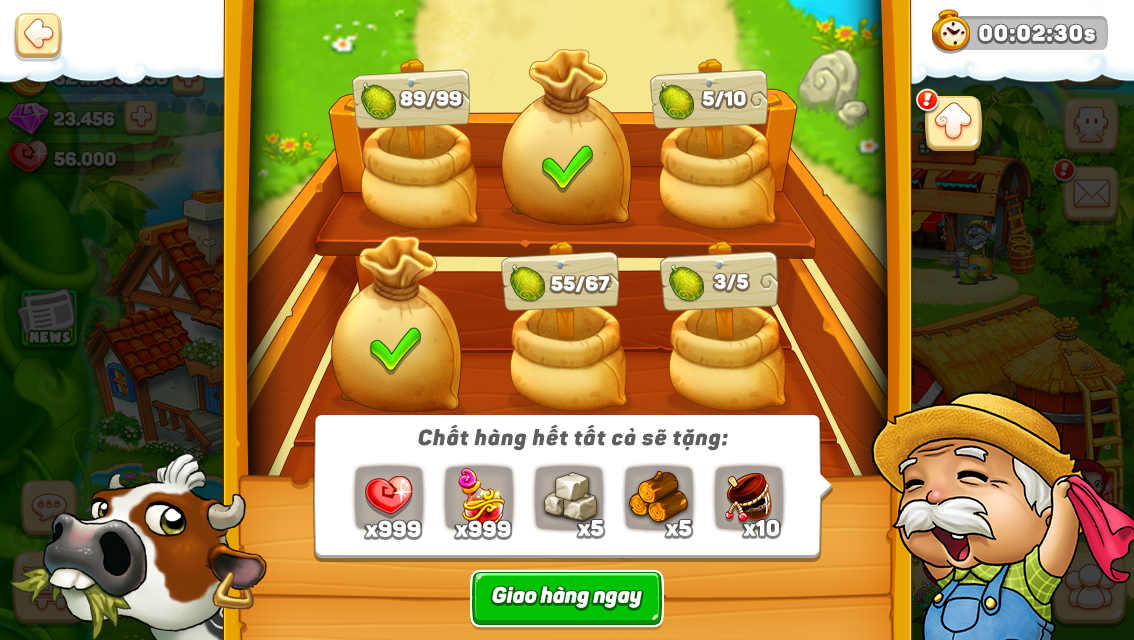 00:02:30s
89/99
5/10
23.456
56.000
55/67
3/5
NEWS
Chất hàng hết tất cả sẽ tặng:
x999
x999
x5
x5
x10
Giao hàng ngay